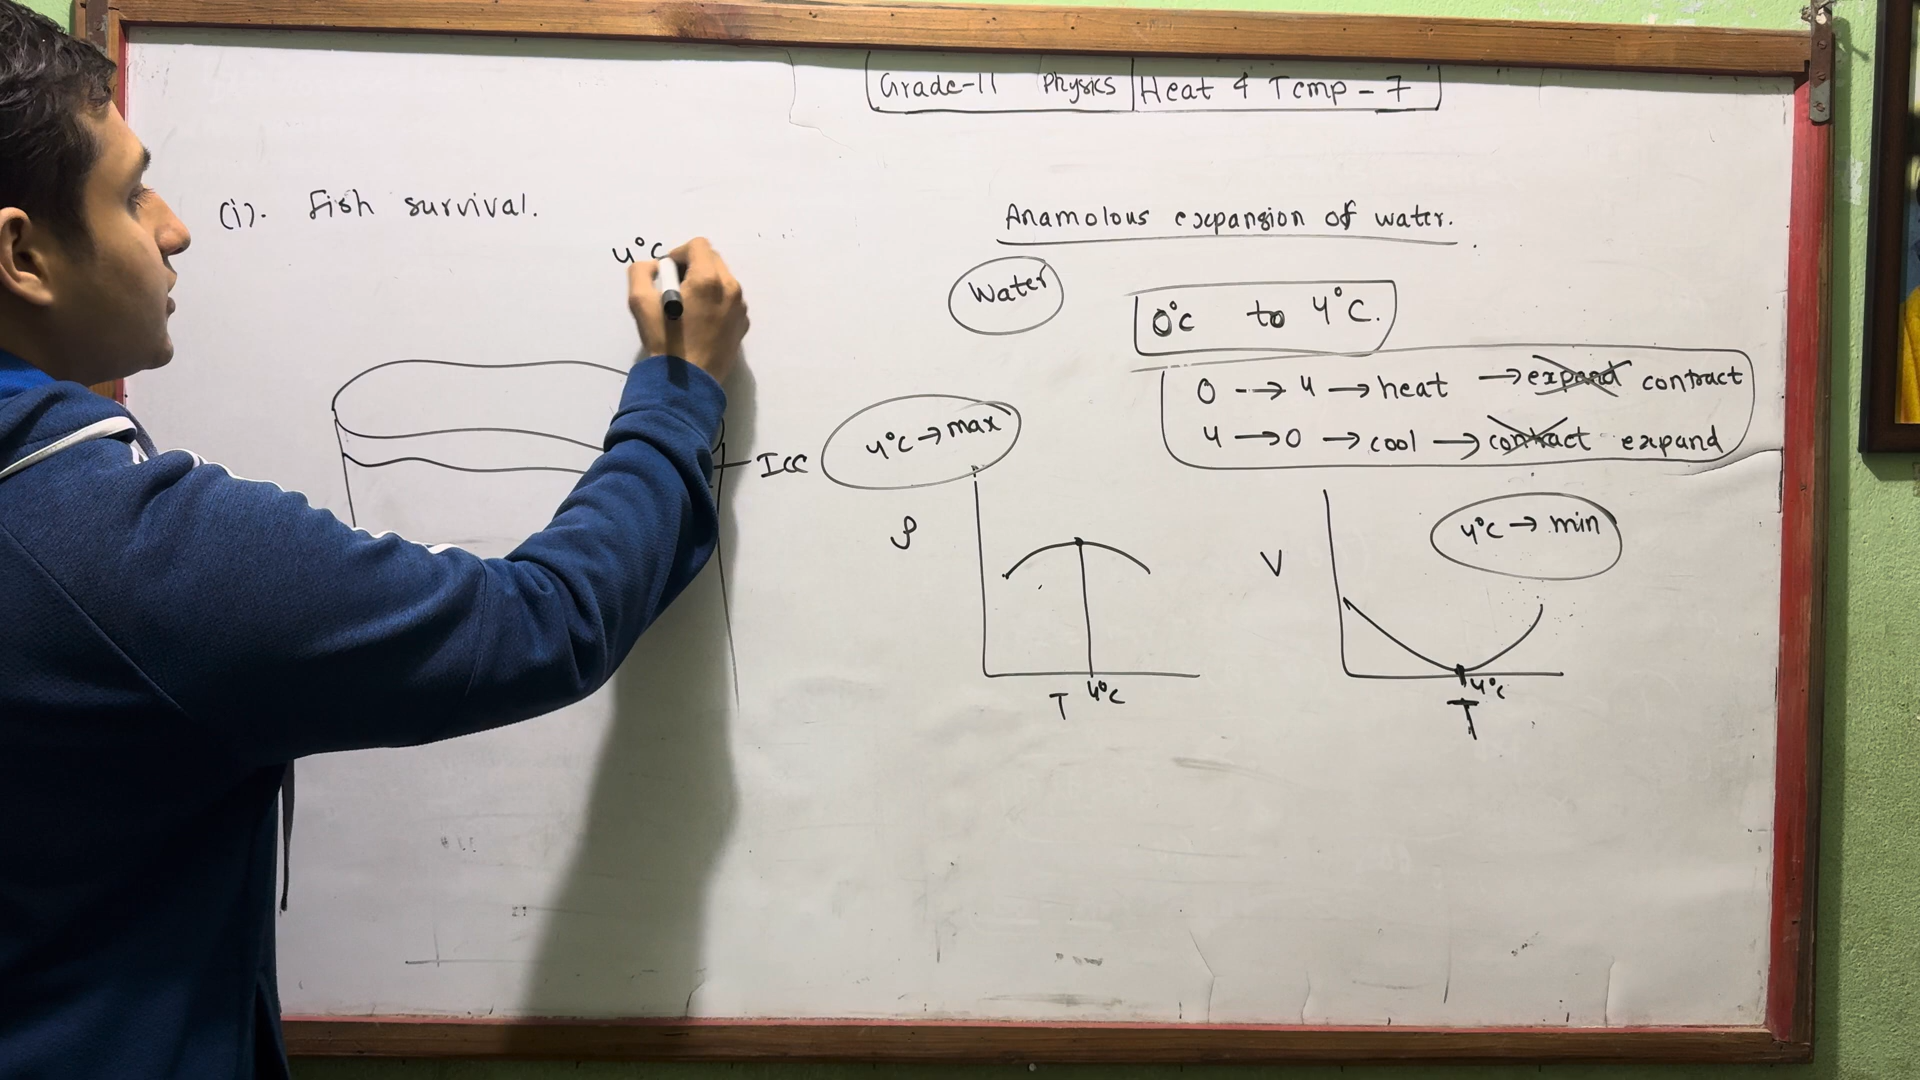 Grade-11 Physics Heat & Temp - 7
(i). Fish survival.
4°C
Ice
Anamolous expansion of water.
Water
0°C to 4°C.
0 → 4 → heat → expand contract
4 → 0 → cool → contract expand
4°C → max
ρ
T 4°C
4°C → min
V
4°C
T